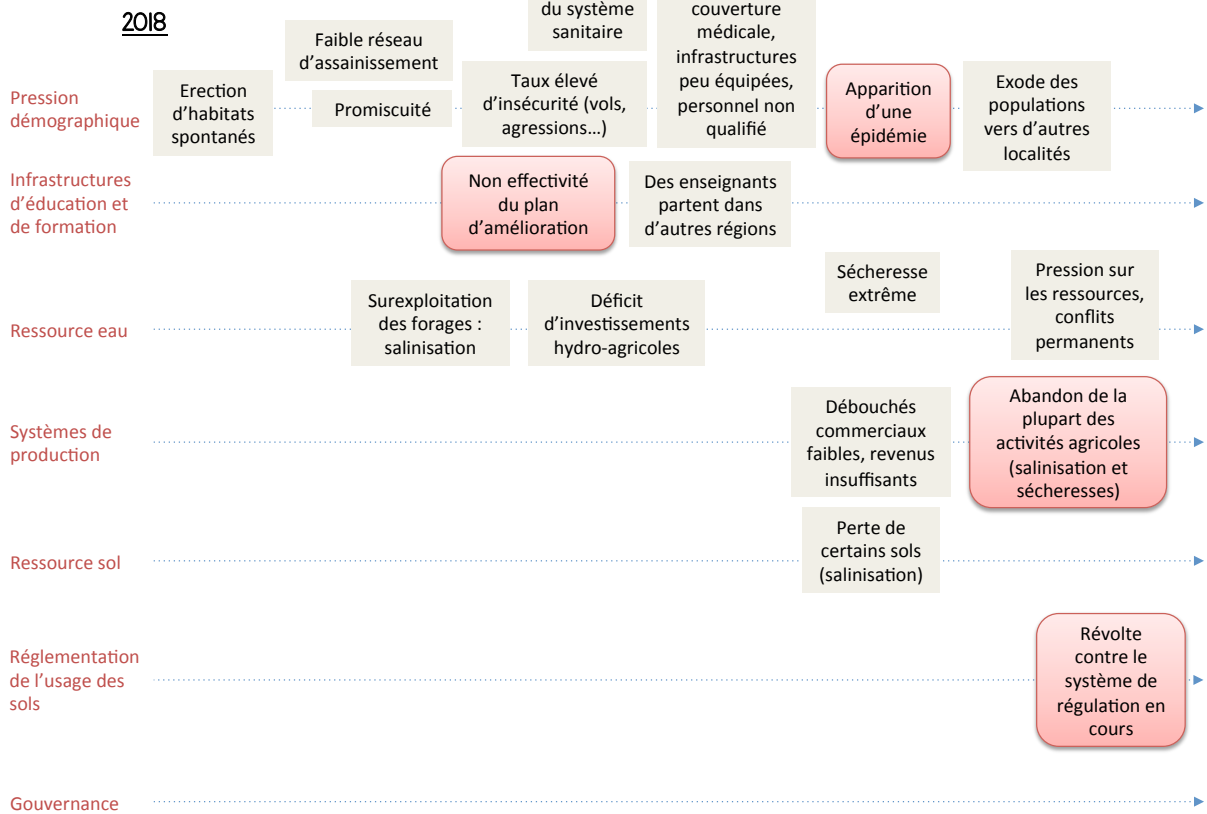 2018
du système
sanitaire
couverture
médicale,
infrastructures
peu équipées,
personnel non
qualifié
Faible réseau
d’assainissement
Pression
démographique
Erection
d’habitats
spontanés
Promiscuité
Taux élevé
d’insécurité (vols,
agressions…)
Apparition
d’une
épidémie
Exode des
populations
vers d’autres
localités
Infrastructures
d’éducation et
de formation
Non effectivité
du plan
d’amélioration
Des enseignants
partent dans
d’autres régions
Ressource eau
Surexploitation
des forages :
salinisation
Déficit
d’investissements
hydro-agricoles
Sécheresse
extrême
Pression sur
les ressources,
conflits
permanents
Systèmes de
production
Débouchés
commerciaux
faibles, revenus
insuffisants
Abandon de la
plupart des
activités agricoles
(salinisation et
sécheresses)
Ressource sol
Perte de
certains sols
(salinisation)
Réglementation
de l’usage des
sols
Révolte
contre le
système de
régulation en
cours
Gouvernance